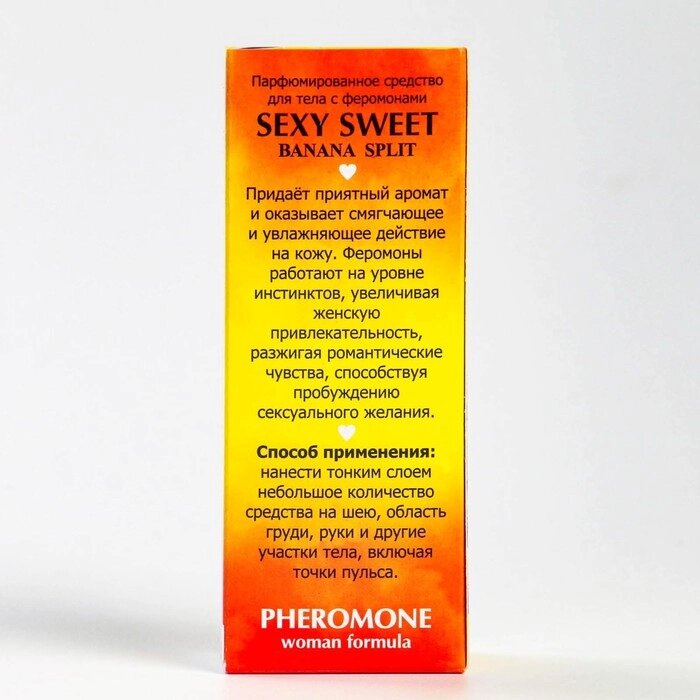 Парфюмированное средство
для тела с феромонами
SEXY SWEET
BANANA SPLIT
Придаёт приятный аромат
и оказывает смягчающее
и увлажняющее действие
на кожу. Феромоны
работают на уровне
инстинктов, увеличивая
женскую
привлекательность,
разжигая романтические
чувства, способствуя
пробуждению
сексуального желания.
Способ применения:
нанести тонким слоем
небольшое количество
средства на шею, область
груди, руки и другие
участки тела, включая
точки пульса.
PHEROMONE
woman formula